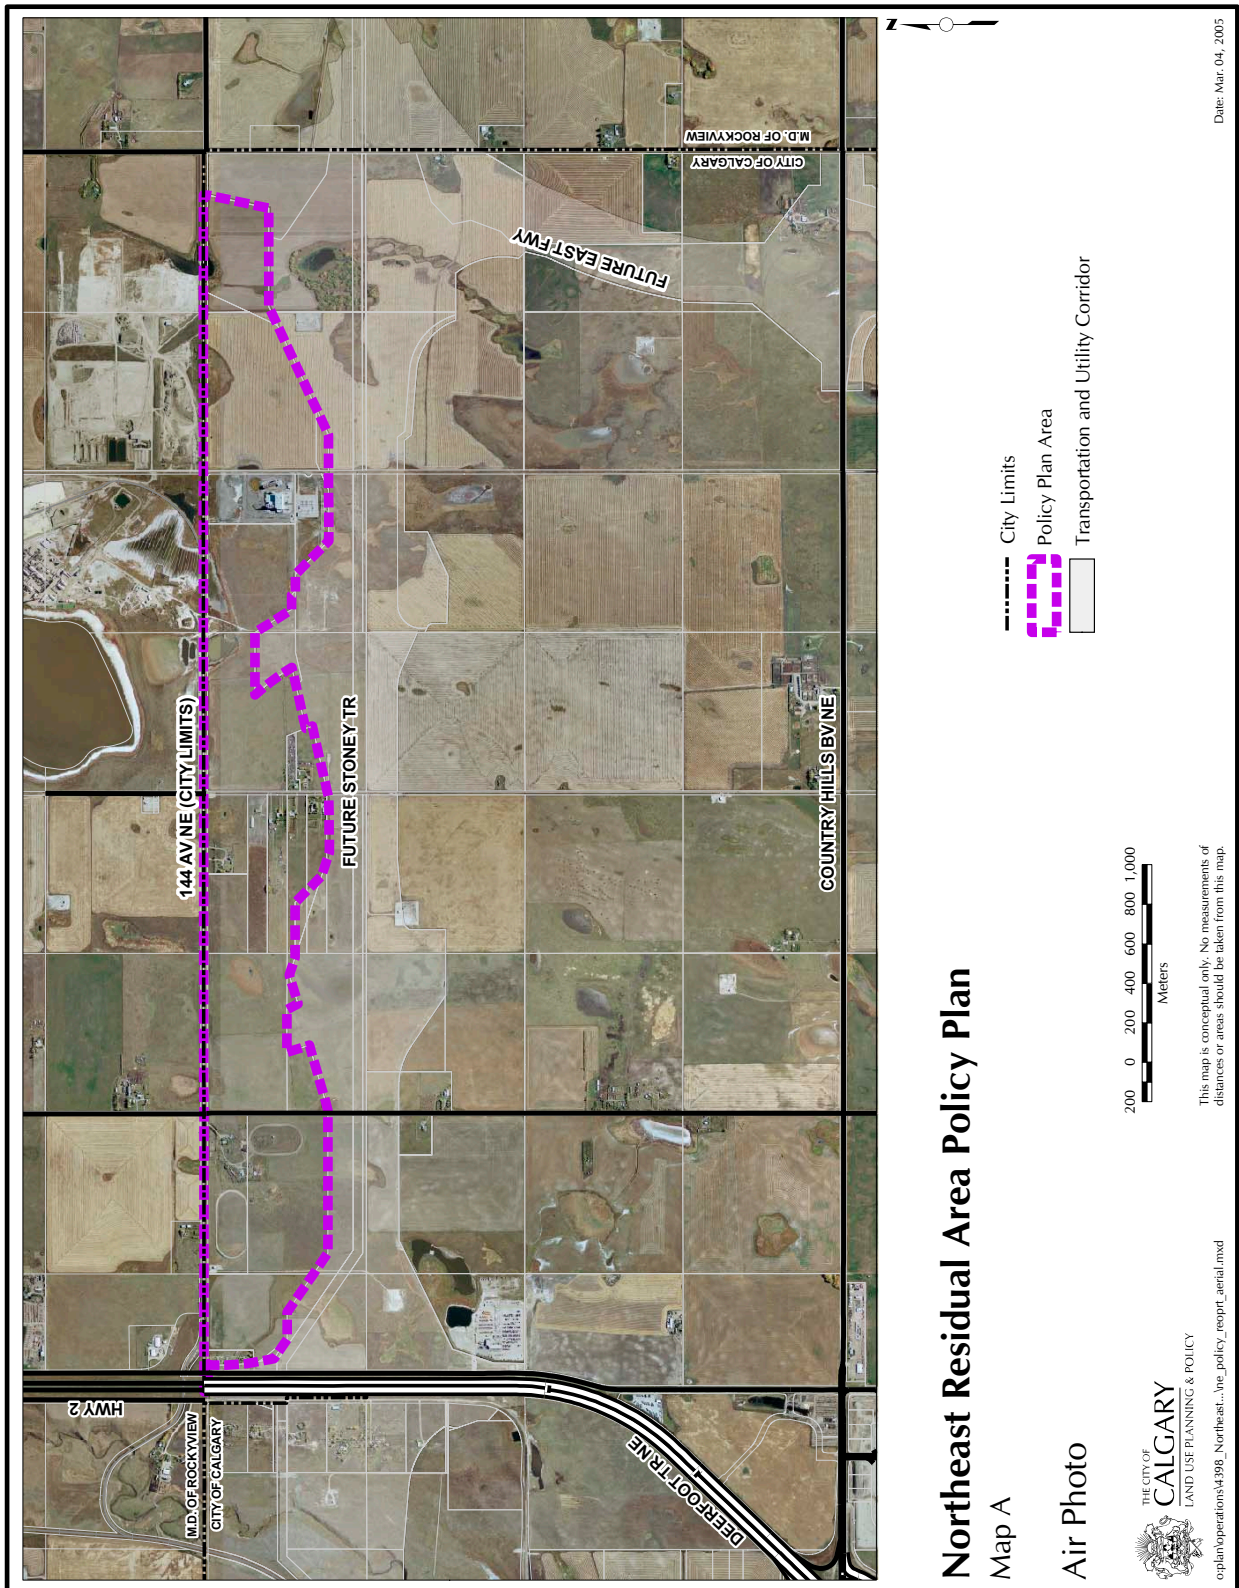 HWY 2
M.D. OF ROCKYVIEW
CITY OF CALGARY
144 AV NE (CITY LIMITS)
FUTURE STONEY TR
DEERFOOT TR NE
COUNTRY HILLS BV NE
FUTURE EAST FWY
CITY OF CALGARY
M.D. OF ROCKYVIEW
N
Northeast Residual Area Policy Plan
Map A
Air Photo
City Limits
Policy Plan Area
Transportation and Utility Corridor
200 0 200 400 600 800 1,000
Meters
This map is conceptual only. No measurements of
distances or areas should be taken from this map.
THE CITY OF
CALGARY
LAND USE PLANNING & POLICY
o:plan\operations\4398_Northeast...\ne_policy_reoprt_aerial.mxd
Date: Mar. 04, 2005